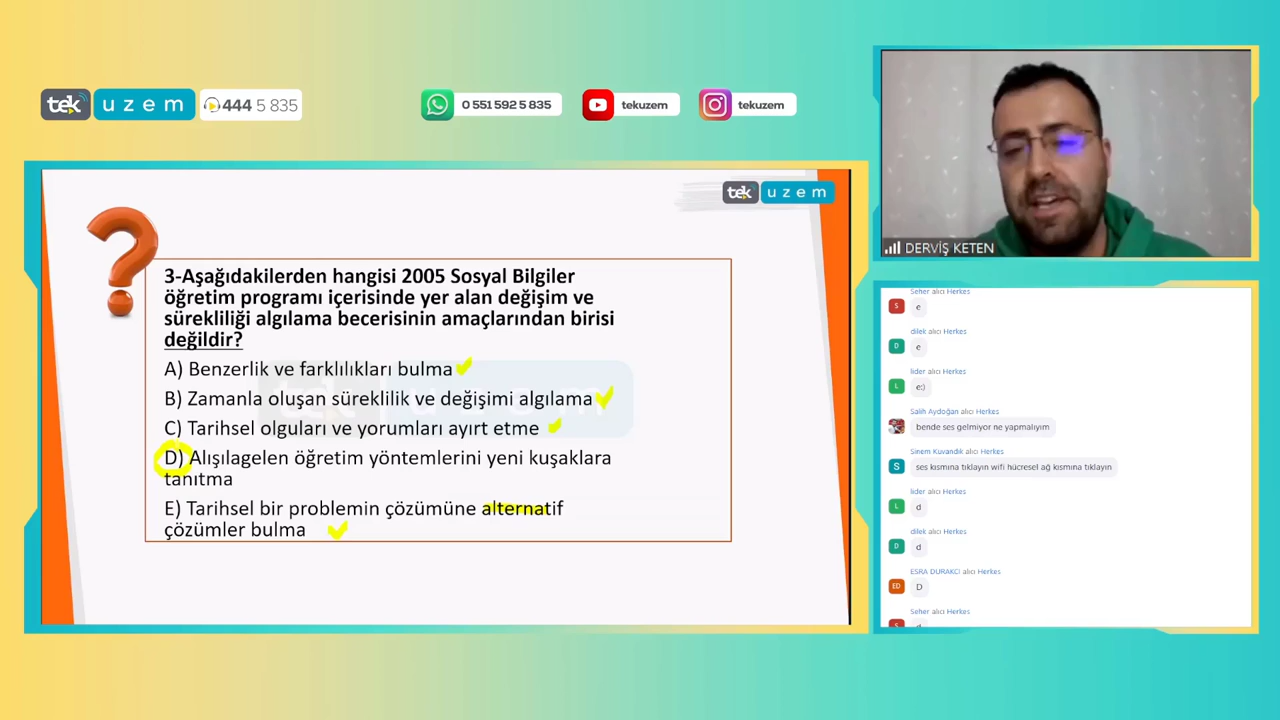 tek uzem 444 5 835
0 551 592 5 835
tekuzem
tekuzem
tek uzem
3-Aşağıdakilerden hangisi 2005 Sosyal Bilgiler
öğretim programı içerisinde yer alan değişim ve
sürekliliği algılama becerisinin amaçlarından birisi
değildir?
A) Benzerlik ve farklılıkları bulma
B) Zamanla oluşan süreklilik ve değişimi algılama
C) Tarihsel olguları ve yorumları ayırt etme
D) Alışılagelen öğretim yöntemlerini yeni kuşaklara
tanıtma
E) Tarihsel bir problemin çözümüne alternatif
çözümler bulma
tek uzem
DERVİŞ KETEN
Seher alıcı Herkes
S e
dilek alıcı Herkes
D e
lider alıcı Herkes
L e:)
Salih Aydoğan alıcı Herkes
bende ses gelmiyor ne yapmalıyım
Sinem Kuvandık alıcı Herkes
S ses kısmına tıklayın wifi hücresel ağ kısmına tıklayın
lider alıcı Herkes
L d
dilek alıcı Herkes
D d
ESRA DURAKCI alıcı Herkes
ED D
Seher alıcı Herkes
S d